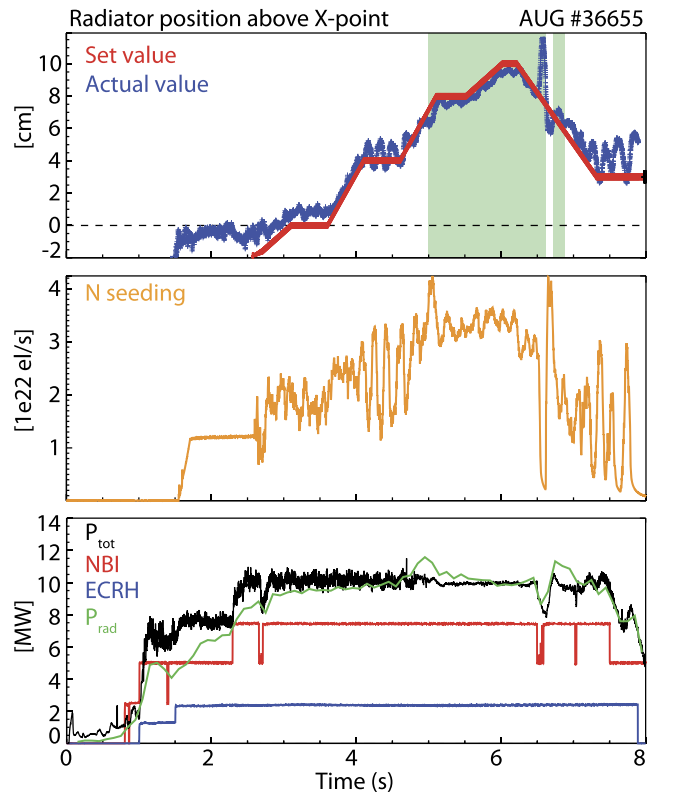 Radiator position above X-point AUG #36655
Set value
Actual value
[cm]
10
8
6
4
2
0
-2
N seeding
[1e22 el/s]
4
3
2
1
P_tot
NBI
ECRH
P_rad
[MW]
14
12
10
8
6
4
2
0
0 2 4 6 8
Time (s)